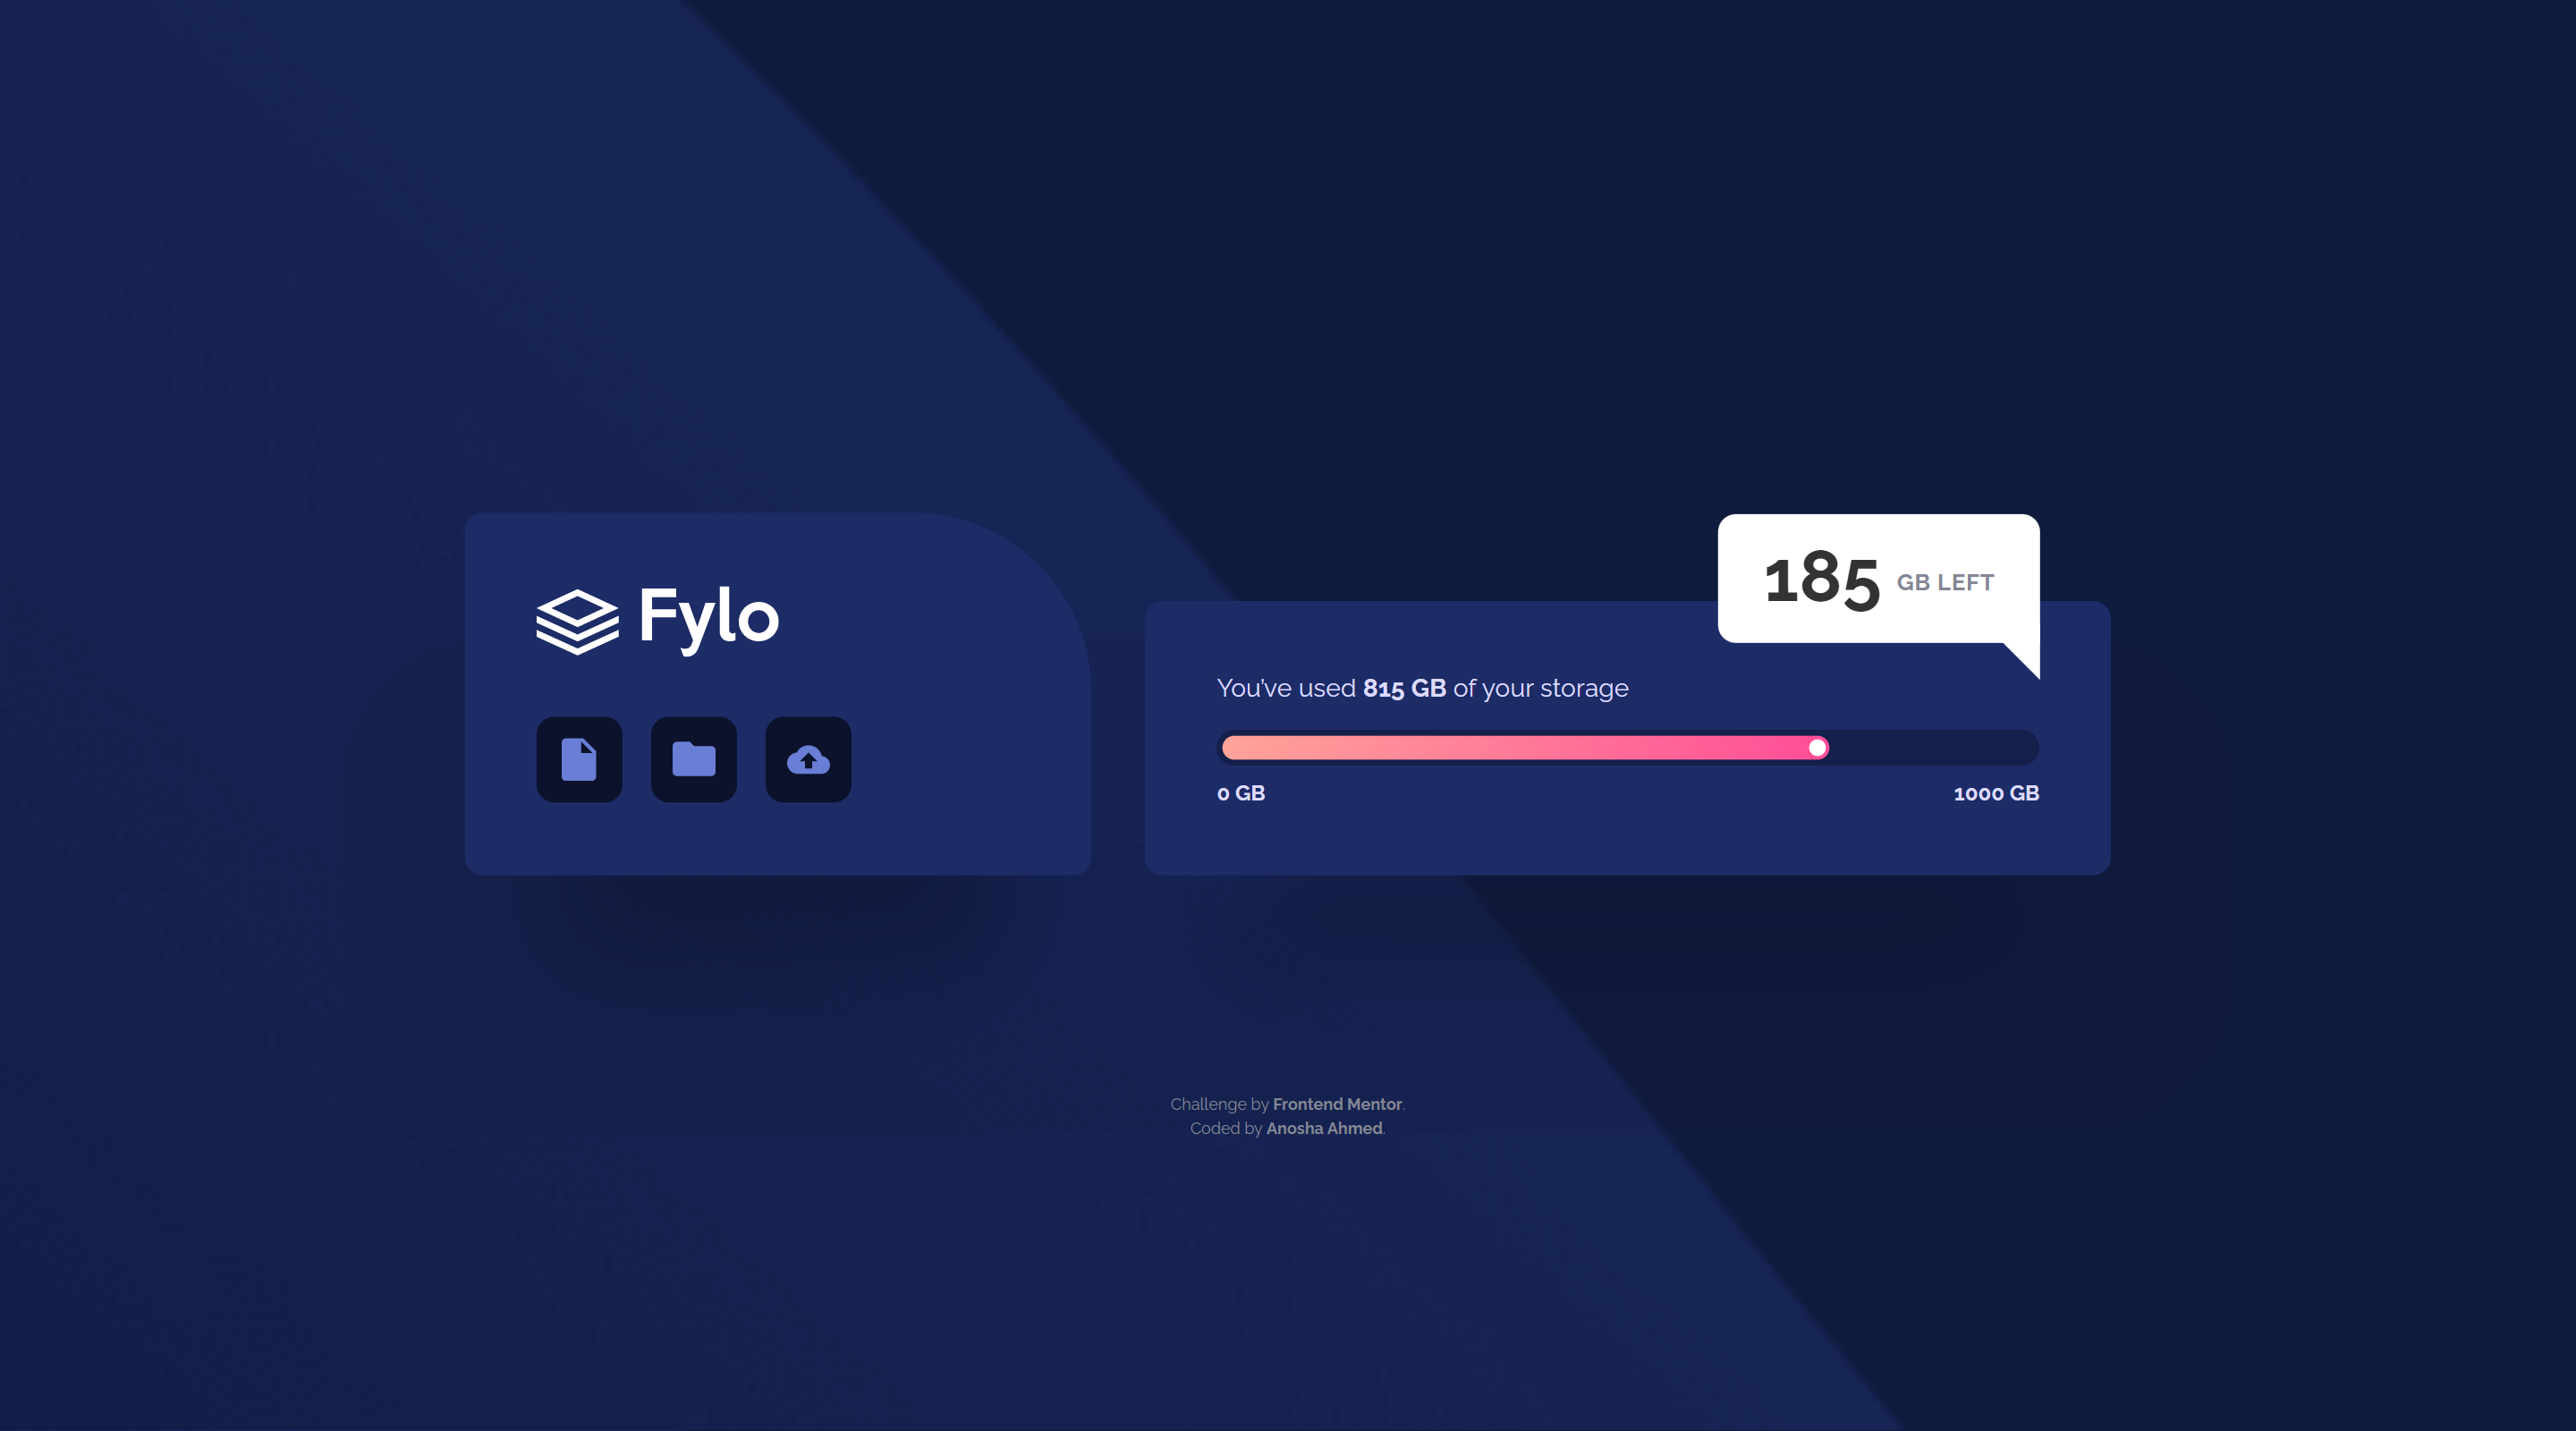 Fylo
185 GB LEFT
You’ve used 815 GB of your storage
0 GB
1000 GB
Challenge by Frontend Mentor.
Coded by Anosha Ahmed.